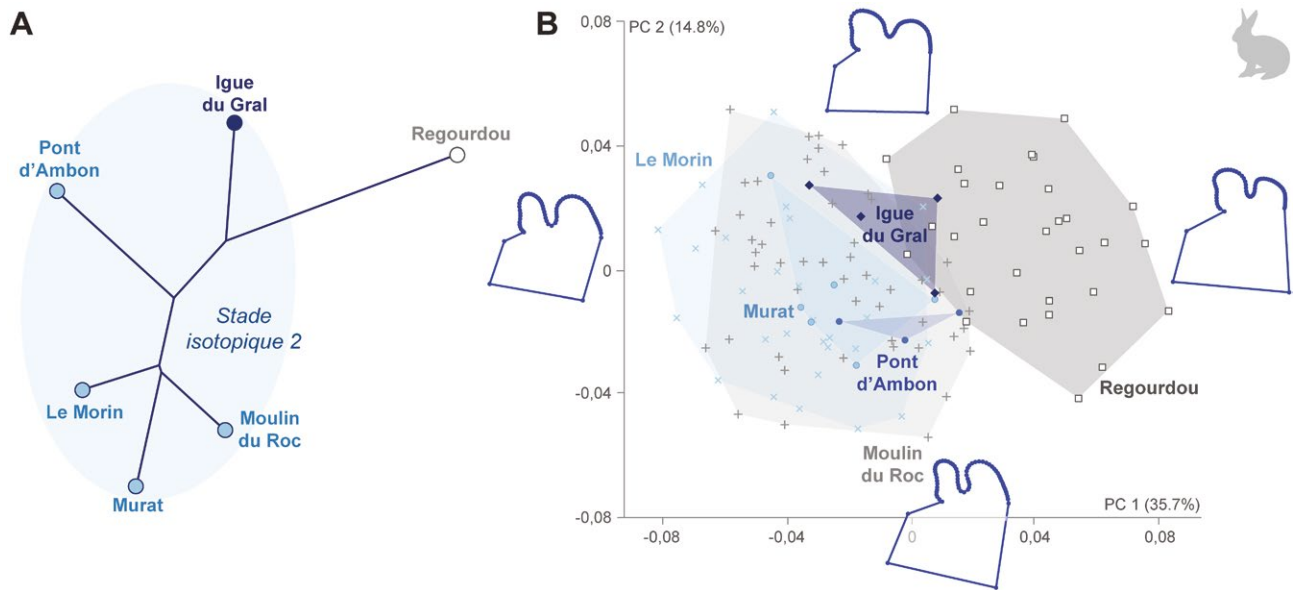 A
Igue
du Gral
Regourdou
Pont
d'Ambon
Stade
isotopique 2
Le Morin
Moulin
du Roc
Murat
B
0,08
PC 2 (14.8%)
0,04
0
-0,04
-0,08
Le Morin
Igue
du Gral
Murat
Pont
d'Ambon
Regourdou
Moulin
du Roc
PC 1 (35.7%)
-0,08
-0,04
0
0,04
0,08